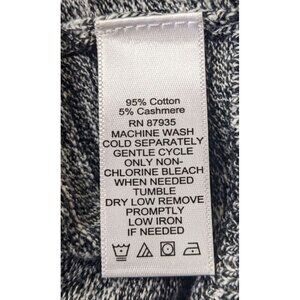 95% Cotton
5% Cashmere
RN 87935
MACHINE WASH
COLD SEPARATELY
GENTLE CYCLE
ONLY NON-
CHLORINE BLEACH
WHEN NEEDED
TUMBLE
DRY LOW REMOVE
PROMPTLY
LOW IRON
IF NEEDED